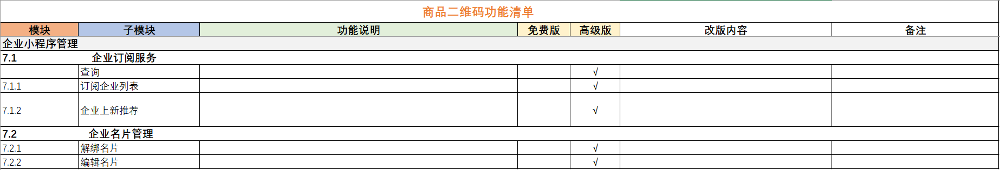 商品二维码功能清单
模块 子模块 功能说明 免费版 高级版 改版内容 备注
企业小程序管理
7.1 企业订阅服务
查询 √
7.1.1 订阅企业列表 √
7.1.2 企业上新推荐 √
7.2 企业名片管理
7.2.1 解绑名片 √
7.2.2 编辑名片 √